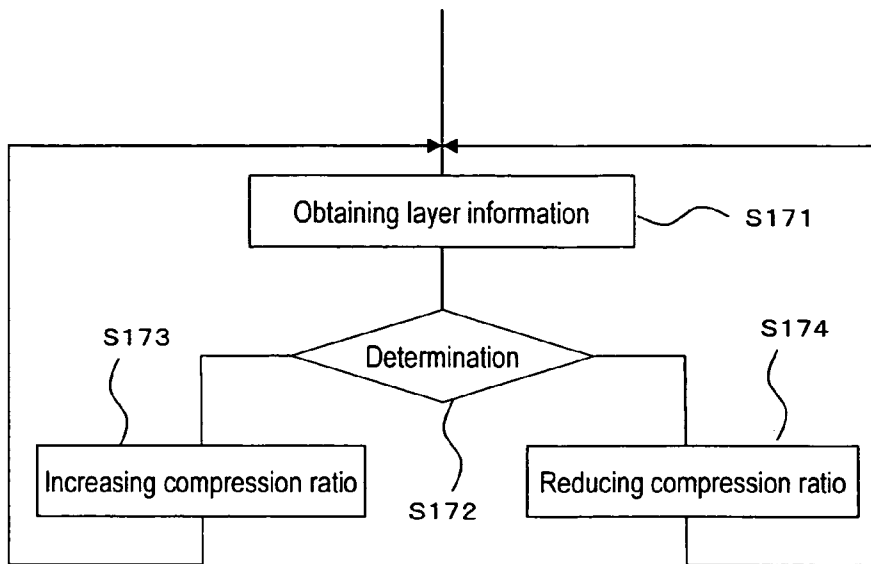 Obtaining layer information
S171
S173
Determination
S174
Increasing compression ratio
S172
Reducing compression ratio